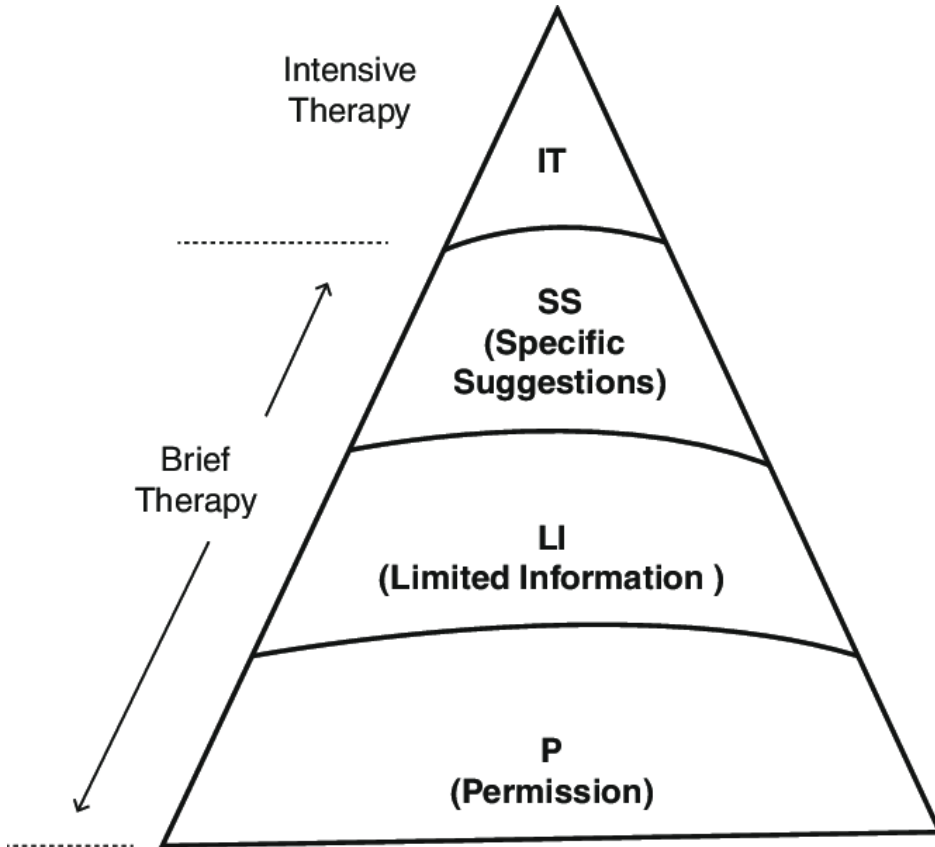 Intensive
Therapy
IT
SS
(Specific
Suggestions)
Brief
Therapy
LI
(Limited Information )
P
(Permission)